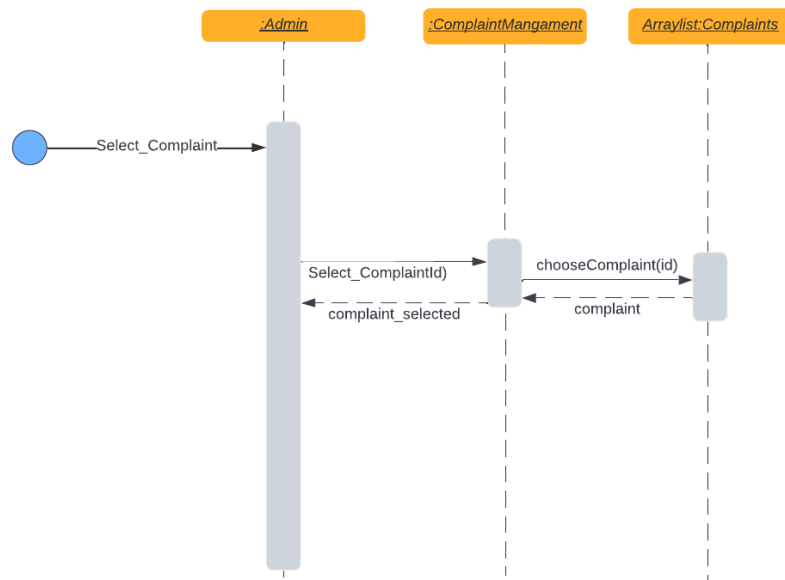 :Admin
:ComplaintMangament
Arraylist:Complaints
Select_Complaint
Select_ComplaintId)
chooseComplaint(id)
complaint
complaint_selected